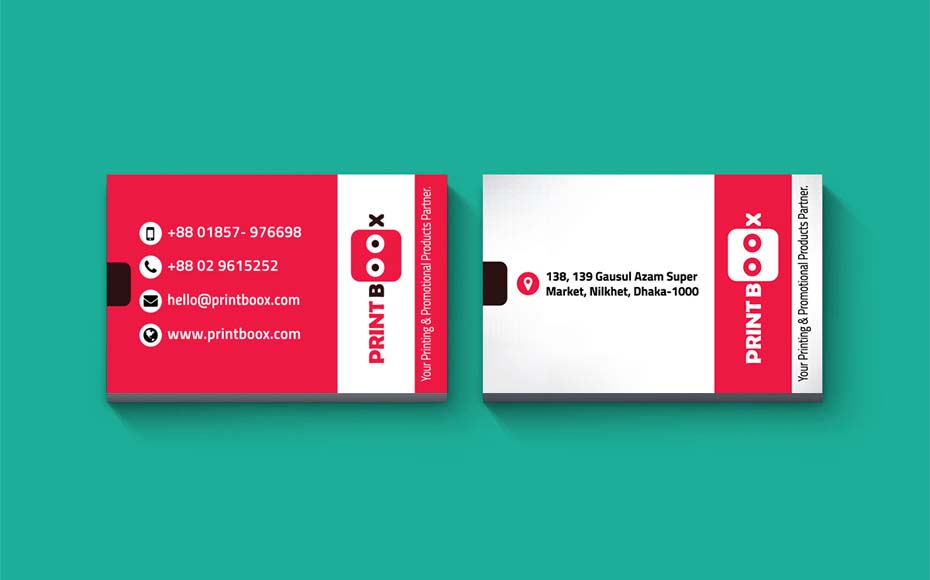 +88 01857- 976698
+88 02 9615252
hello@printboox.com
www.printboox.com
PRINTBOOX
Your Printing & Promotional Products Partner.
138, 139 Gausul Azam Super
Market, Nilkhet, Dhaka-1000
PRINTBOOX
Your Printing & Promotional Products Partner.